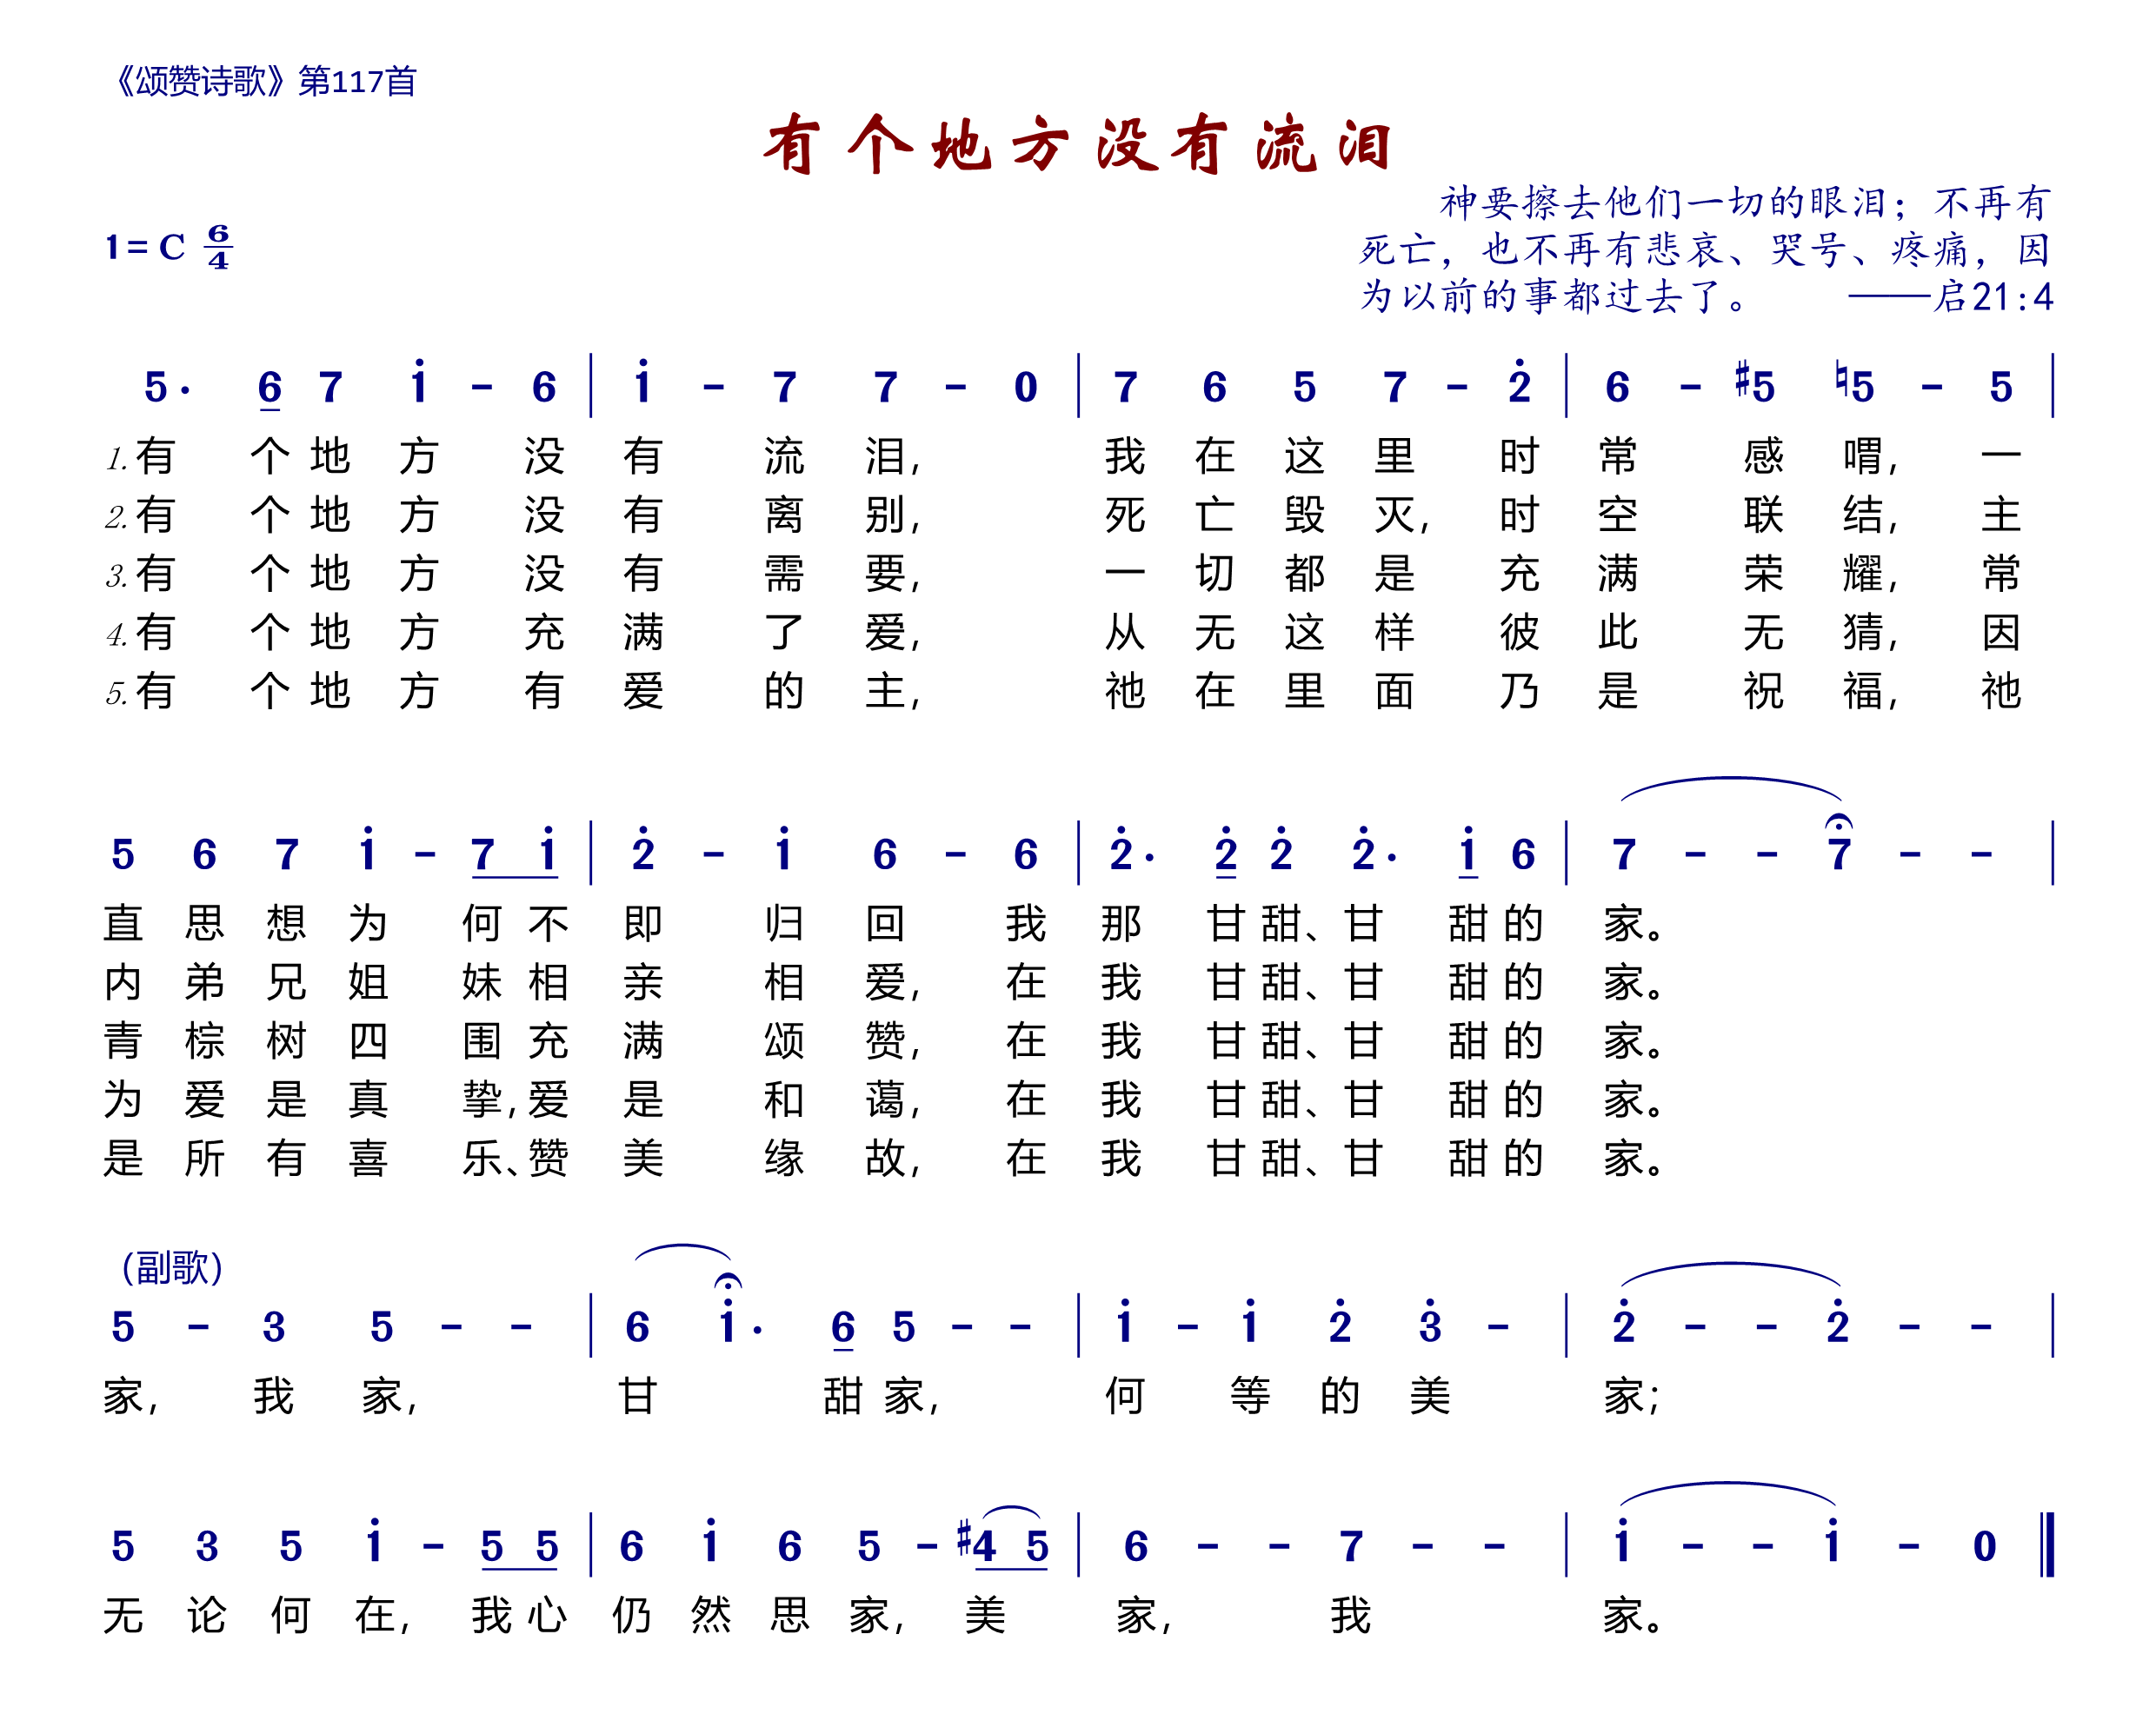 《颂赞诗歌》第117首
有个地方没有流泪
神要擦去他们一切的眼泪；不再有
死亡，也不再有悲哀、哭号、疼痛，因
为以前的事都过去了。 ——启21:4
1= C 6/4
5· 6 7 i̇ - 6 | i̇ - 7 7 - 0 | 7 6 5 7 - 2̇ | 6 - #5 ♮5 - 5 |
1.有个地方没有流泪，我在这里时常感喟，一
2.有个地方没有离别，死亡毁灭，时空联结，主
3.有个地方没有需要，一切都是充满荣耀，常
4.有个地方充满了爱，从无这样彼此无猜，因
5.有个地方有爱的主，祂在里面乃是祝福，祂
5 6 7 i̇ - 7 i̇ | 2̇ - i̇ 6 - 6 | 2̇· 2̇ 2̇ 2̇· i̇ 6 | 7 - - 7 - - |
直思想为何不即归回我那甘甜、甘甜的家。
内弟兄姐妹相亲相爱，在我甘甜、甘甜的家。
青棕树四围充满颂赞，在我甘甜、甘甜的家。
为爱是真挚，爱是和蔼，在我甘甜、甘甜的家。
是所有喜乐、赞美缘故，在我甘甜、甘甜的家。
（副歌）
5 - 3 5 - - | 6 i̇· 6 5 - - | i̇ - i̇ 2̇ 3̇ - | 2̇ - - 2̇ - - |
家，我家，甘甜家，何等的美家；
5 3 5 i̇ - 5 5 | 6 i̇ 6 5 - #4 5 | 6 - - 7 - - | i̇ - - i̇ - 0 ‖
无论何在，我心仍然思家，美家，我家。